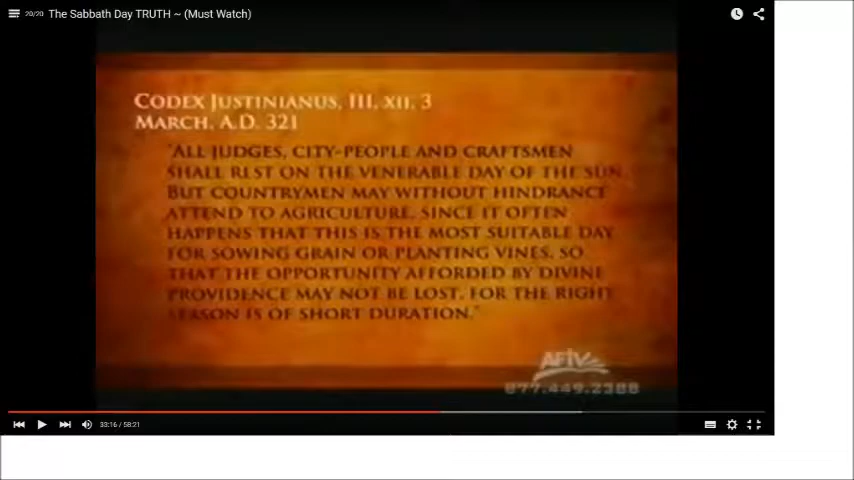 20/20 The Sabbath Day TRUTH ~ (Must Watch)
CODEX JUSTINIANUS, III, XII, 3
MARCH, A.D. 321
"ALL JUDGES, CITY-PEOPLE AND CRAFTSMEN
SHALL REST ON THE VENERABLE DAY OF THE SUN.
BUT COUNTRYMEN MAY WITHOUT HINDRANCE
ATTEND TO AGRICULTURE, SINCE IT OFTEN
HAPPENS THAT THIS IS THE MOST SUITABLE DAY
FOR SOWING GRAIN OR PLANTING VINES, SO
THAT THE OPPORTUNITY AFFORDED BY DIVINE
PROVIDENCE MAY NOT BE LOST, FOR THE RIGHT
SEASON IS OF SHORT DURATION."
AFTV
877.449.2388
33:16 / 58:21